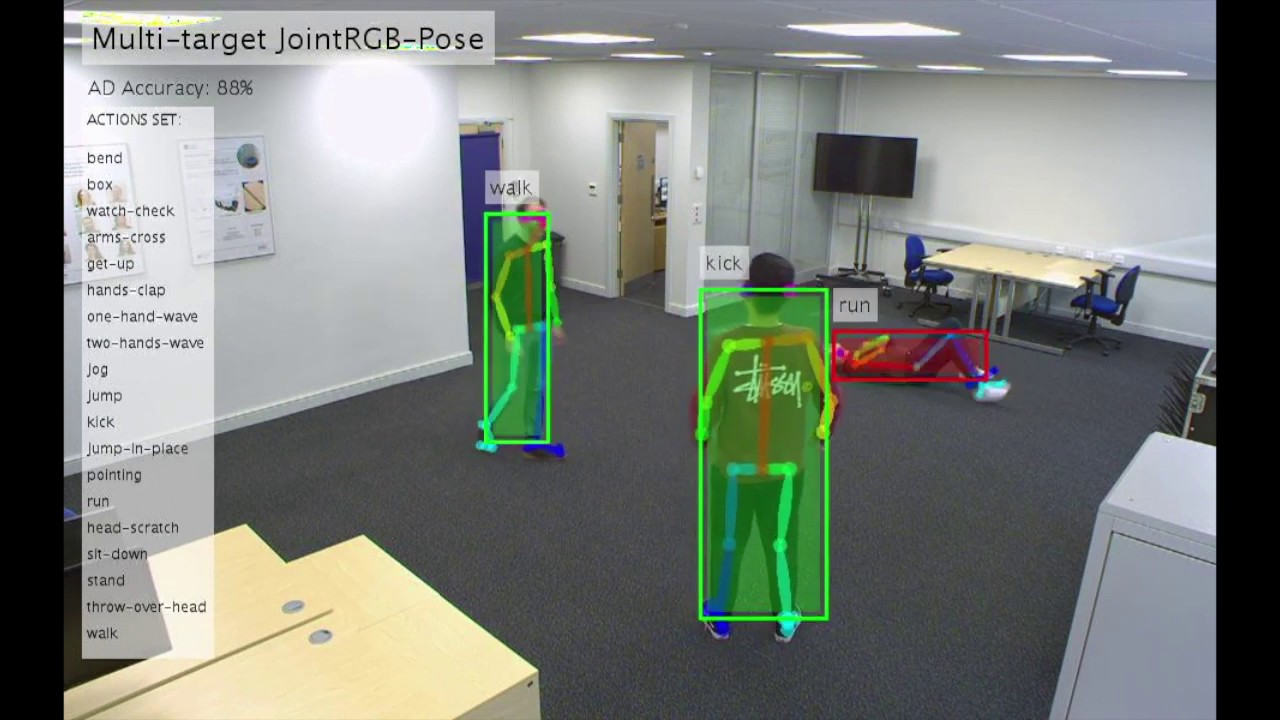 Multi-target JointRGB-Pose
AD Accuracy: 88%
ACTIONS SET:
bend
box
watch-check
arms-cross
get-up
hands-clap
one-hand-wave
two-hands-wave
jog
jump
kick
jump-in-place
pointing
run
head-scratch
sit-down
stand
throw-over-head
walk
walk
kick
run
Stüssy